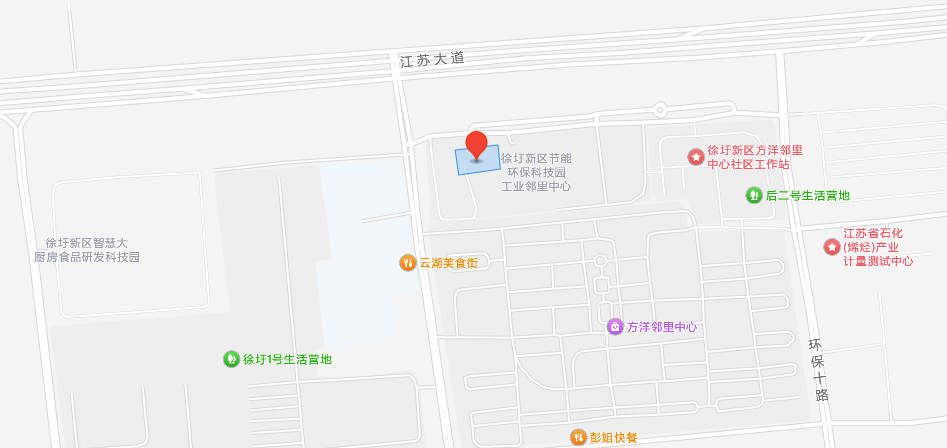 江苏大道
徐圩新区方洋邻里
中心社区工作站
徐圩新区节能
环保科技园
工业邻里中心
后二号生活营地
江苏省石化
(烯烃)产业
计量测试中心
徐圩新区智慧大
厨房食品研发科技园
云湖美食街
方洋邻里中心
徐圩1号生活营地
环保十路
彭姐快餐